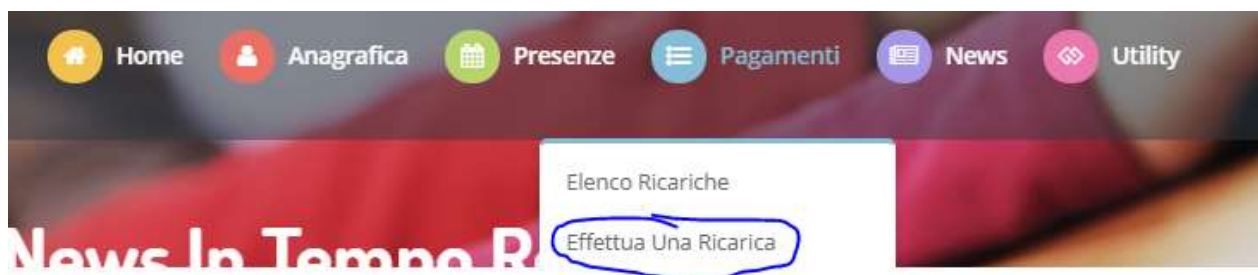 Home Anagrafica Presenze Pagamenti News Utility
Elenco Ricariche
Effettua Una Ricarica
News In Tempo